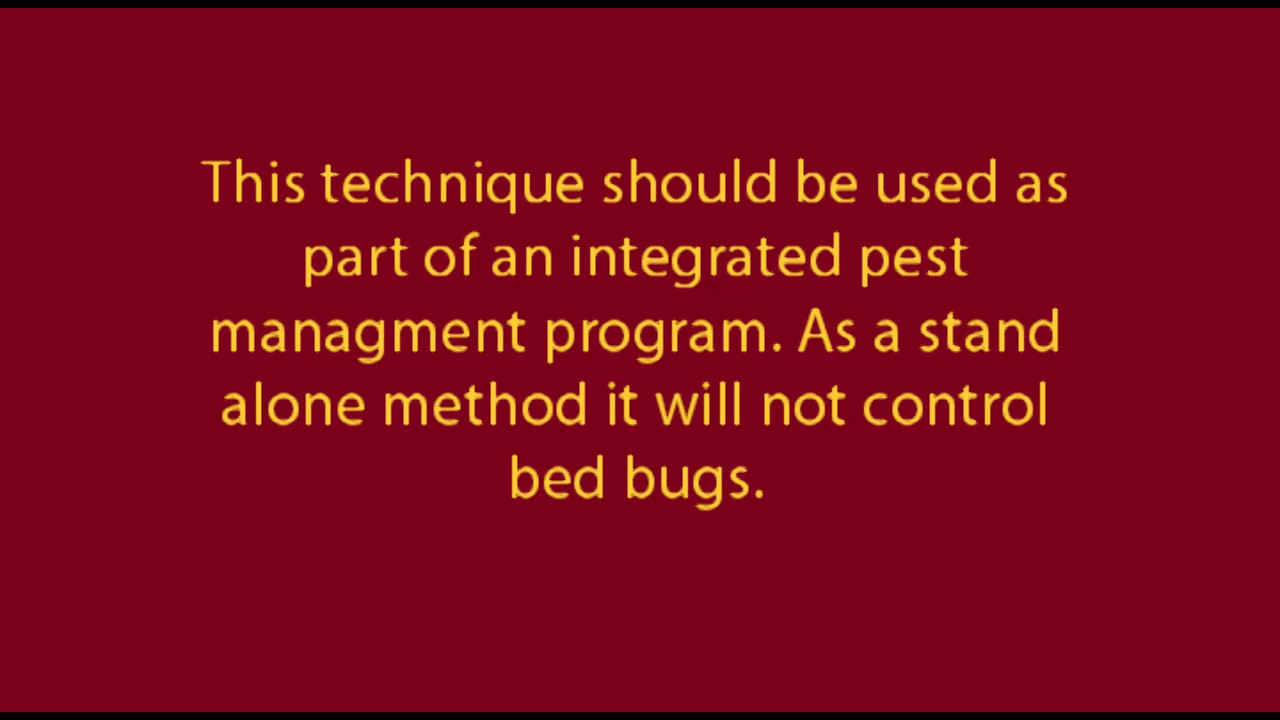 This technique should be used as
part of an integrated pest
managment program. As a stand
alone method it will not control
bed bugs.